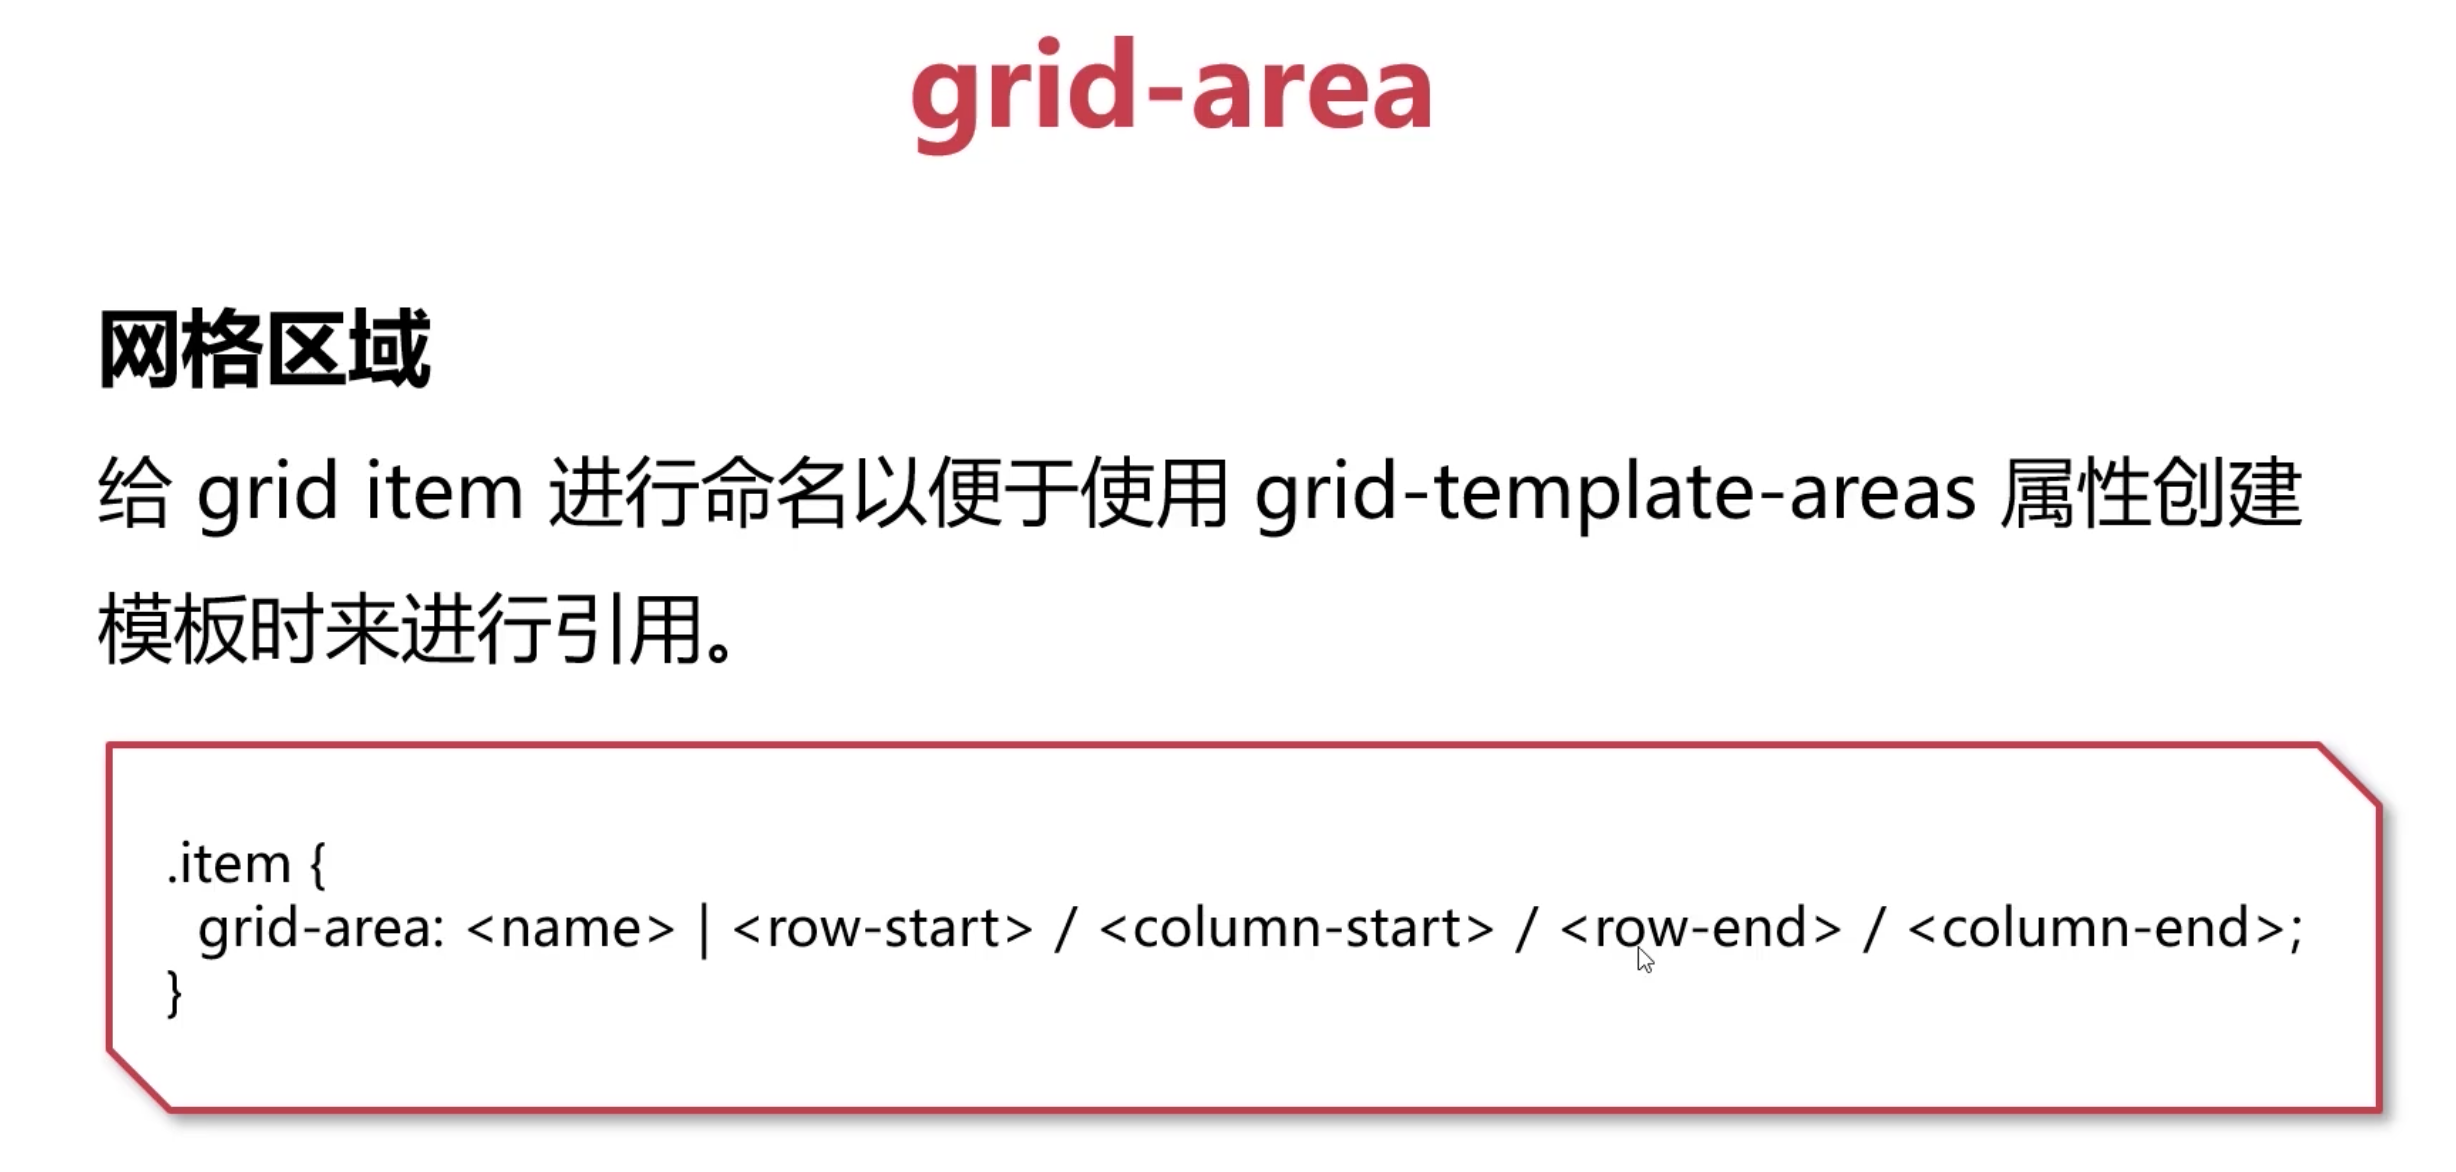 grid-area
网格区域
给 grid item 进行命名以便于使用 grid-template-areas 属性创建
模板时来进行引用。
.item {
grid-area: <name> | <row-start> / <column-start> / <row-end> / <column-end>;
}